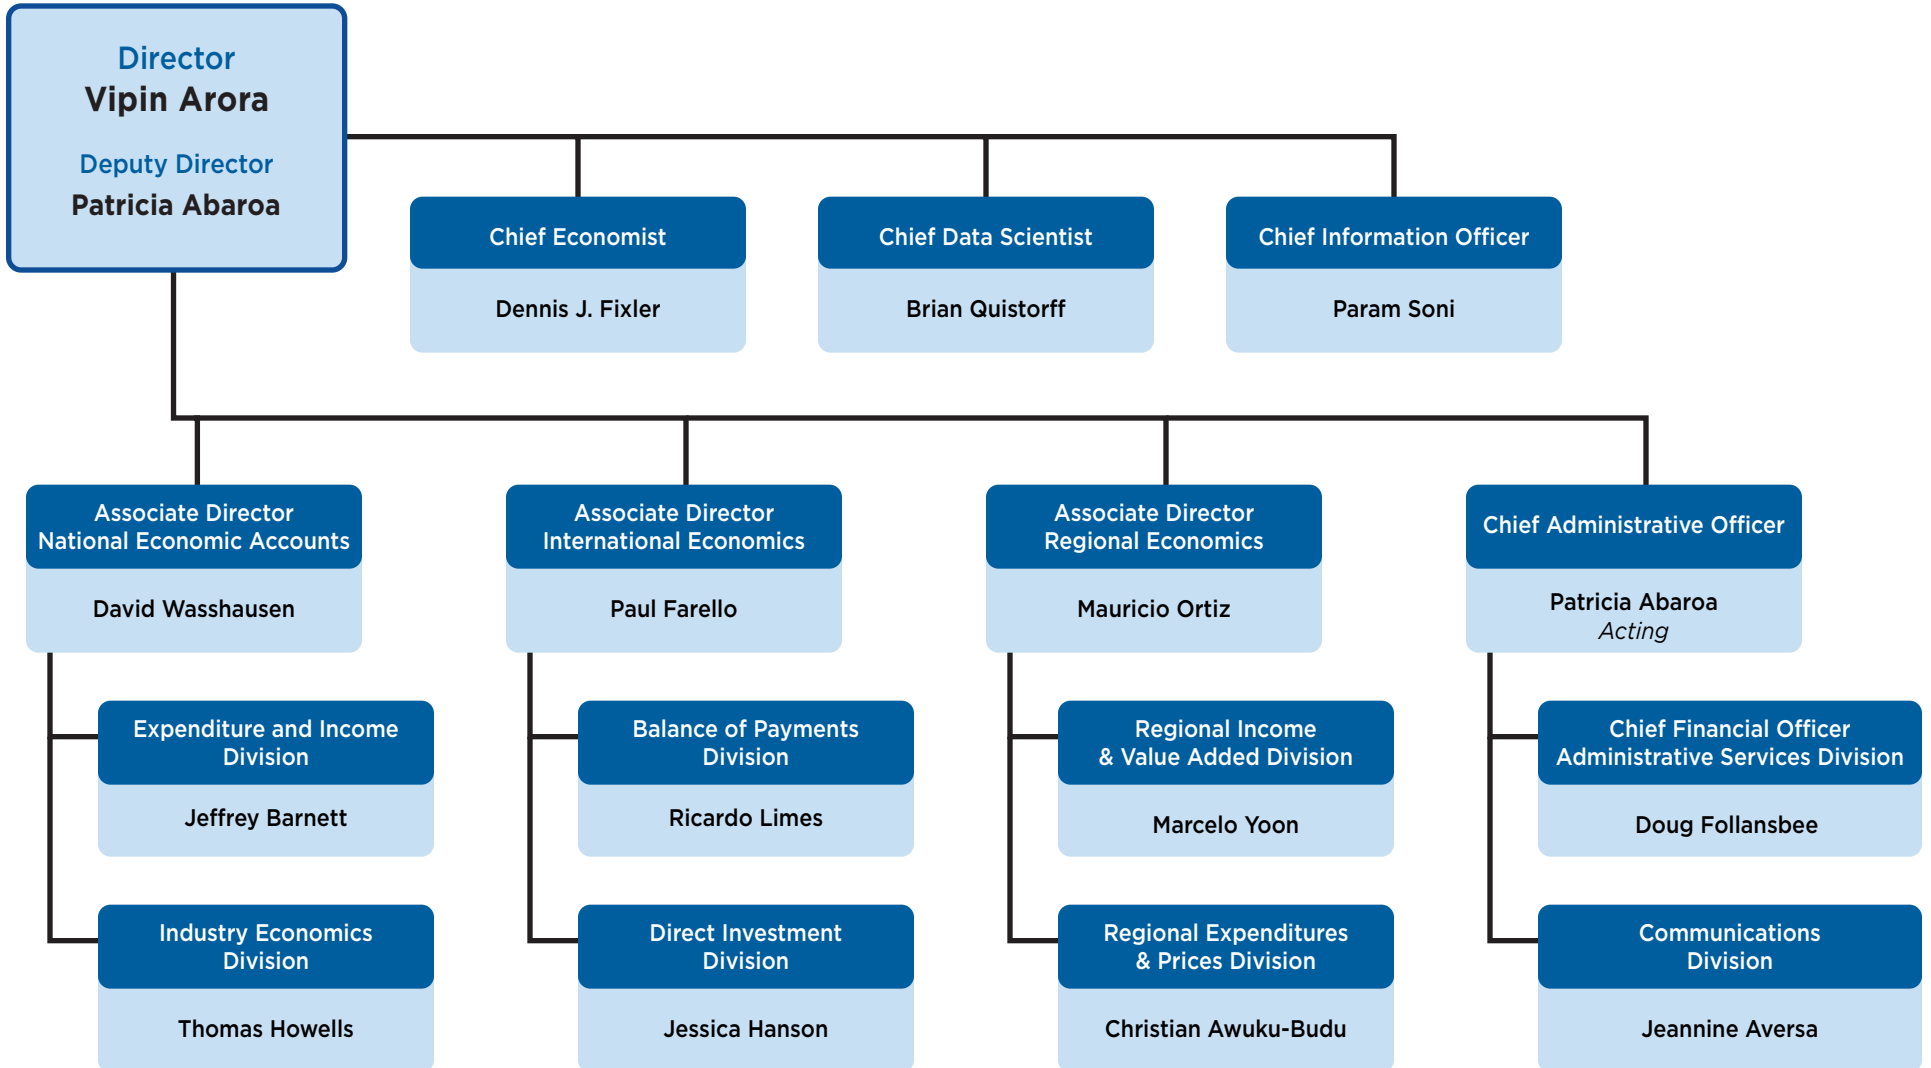 Director
Vipin Arora
Deputy Director
Patricia Abaroa
Chief Economist
Dennis J. Fixler
Chief Data Scientist
Brian Quistorff
Chief Information Officer
Param Soni
Associate Director
National Economic Accounts
David Wasshausen
Associate Director
International Economics
Paul Farello
Associate Director
Regional Economics
Mauricio Ortiz
Chief Administrative Officer
Patricia Abaroa
Acting
Expenditure and Income
Division
Jeffrey Barnett
Balance of Payments
Division
Ricardo Limes
Regional Income
& Value Added Division
Marcelo Yoon
Chief Financial Officer
Administrative Services Division
Doug Follansbee
Industry Economics
Division
Thomas Howells
Direct Investment
Division
Jessica Hanson
Regional Expenditures
& Prices Division
Christian Awuku-Budu
Communications
Division
Jeannine Aversa